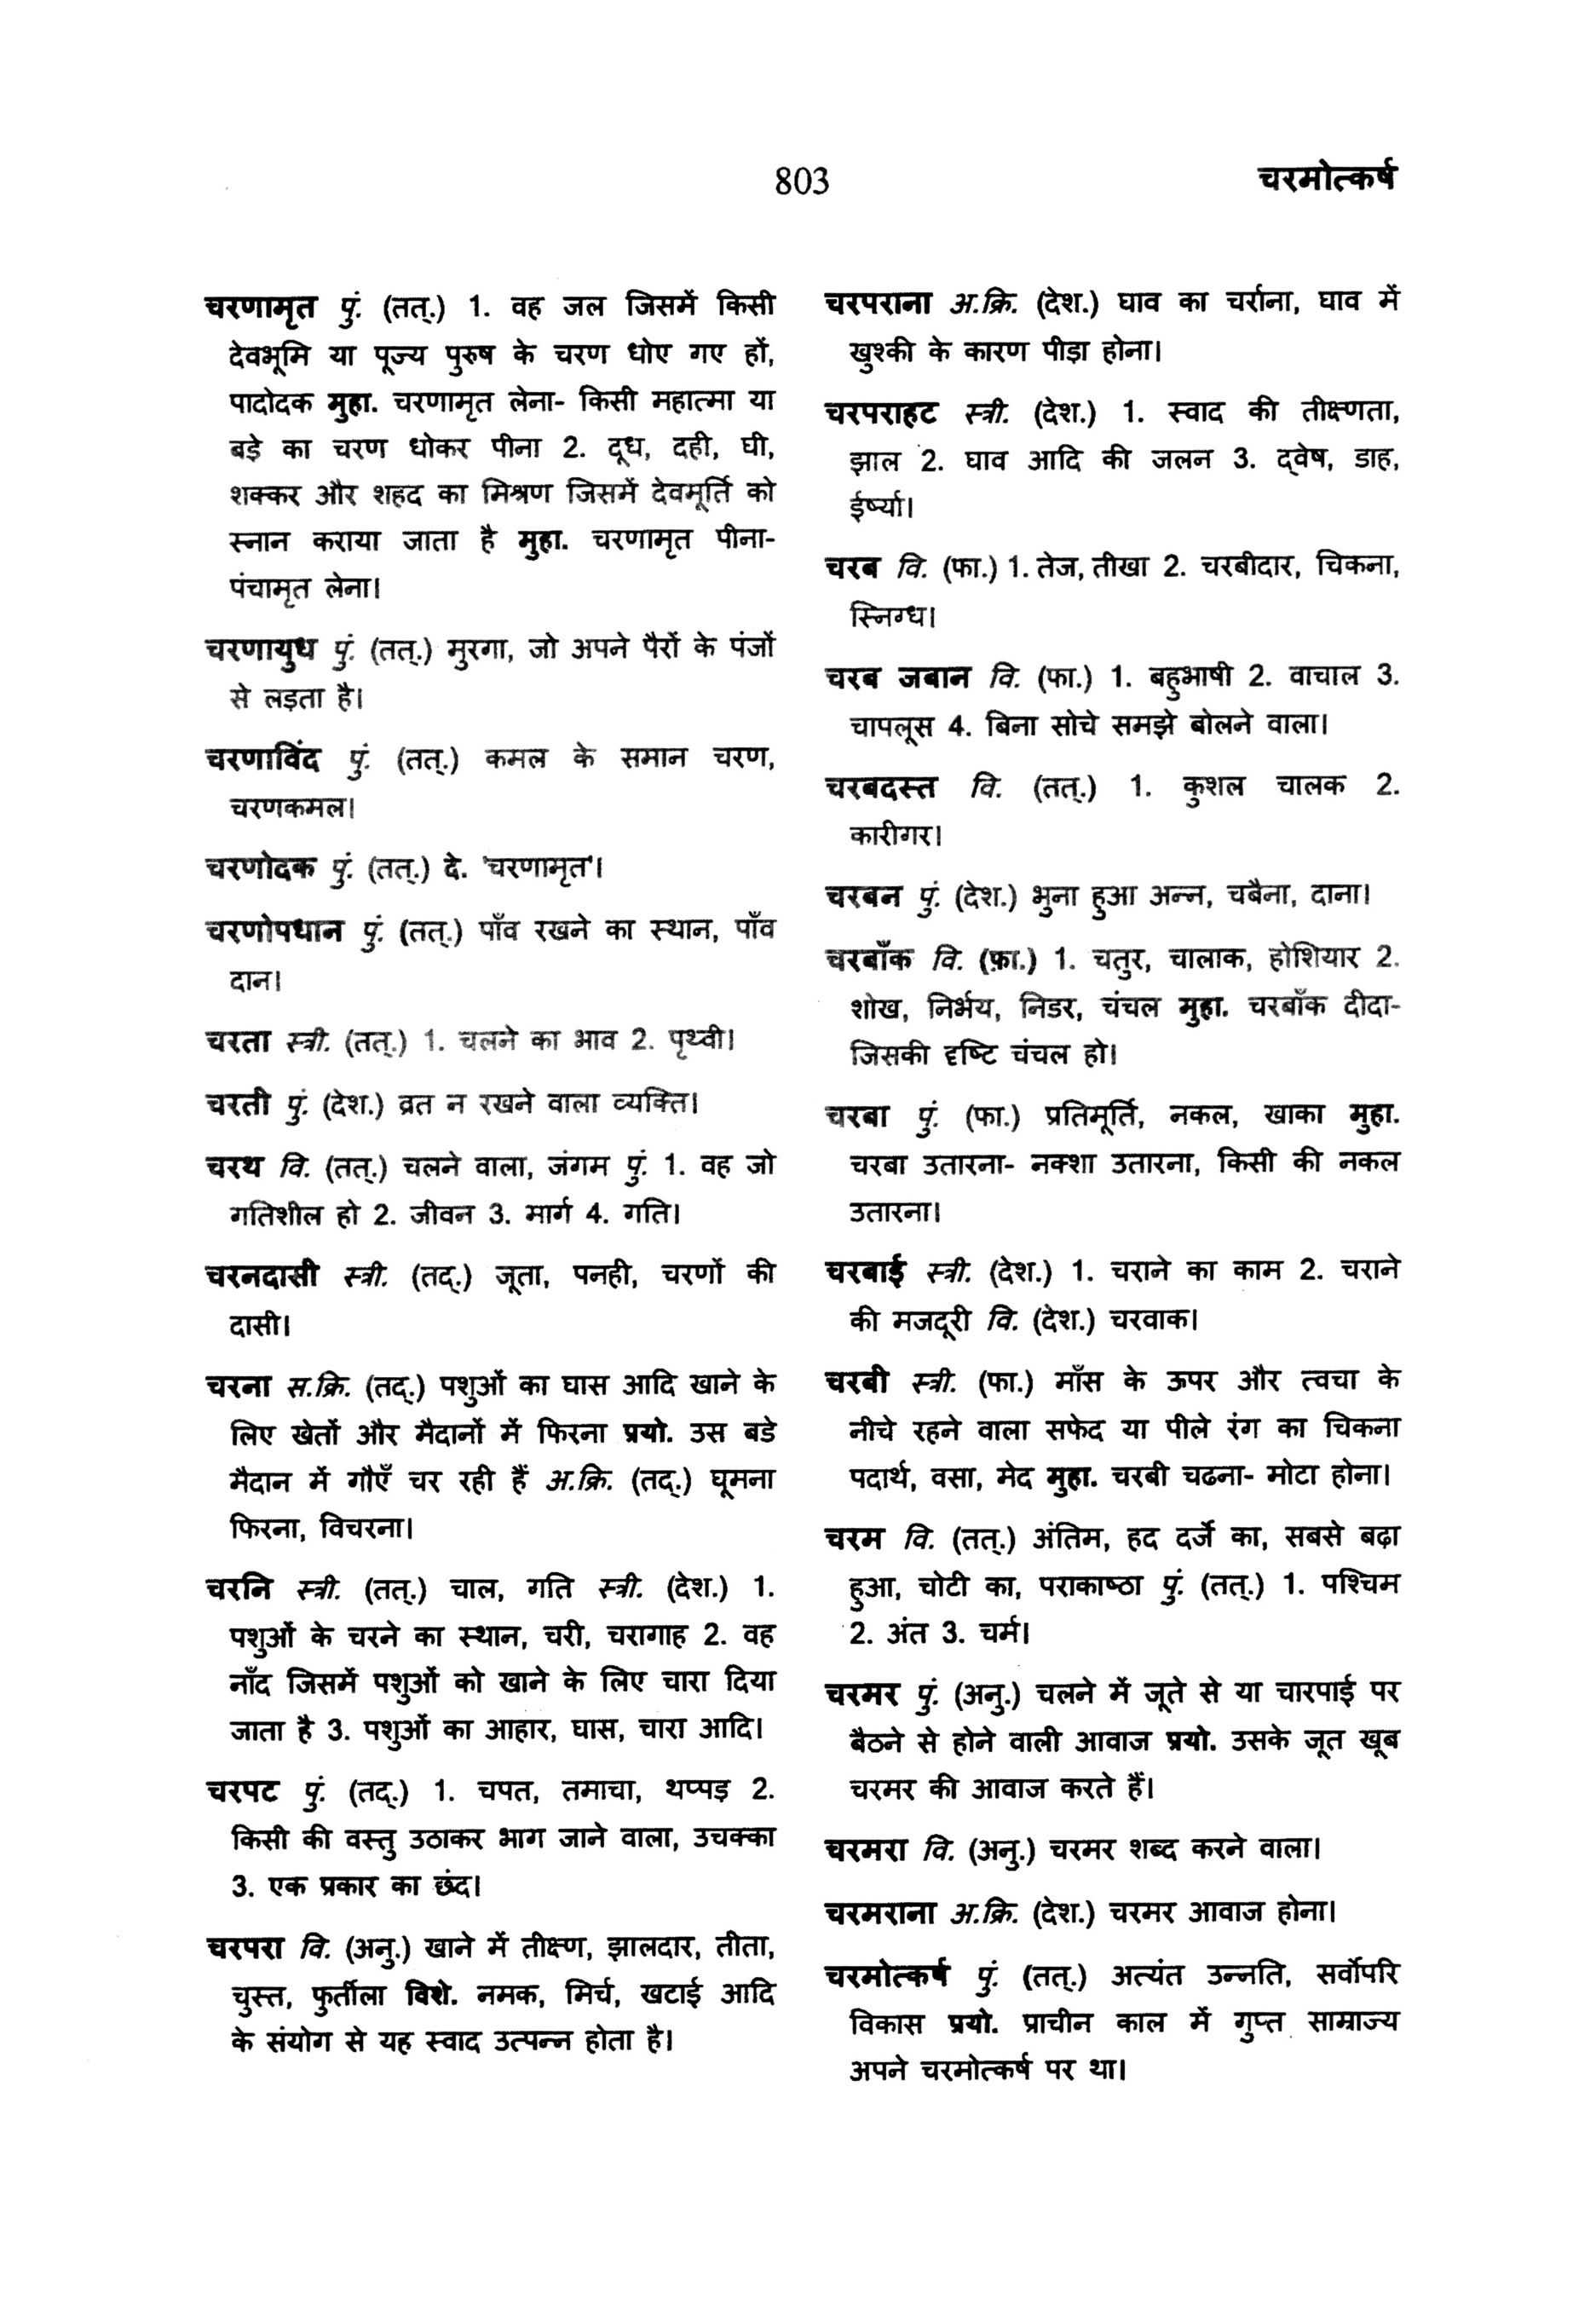 803
चरमोत्कर्ष
चरणामृत पुं. (तत्.) 1. वह जल जिसमें किसी
देवभूमि या पूज्य पुरुष के चरण धोए गए हों,
पादोदक मुहा. चरणामृत लेना- किसी महात्मा या
बड़े का चरण धोकर पीना 2. दूध, दही, घी,
शक्कर और शहद का मिश्रण जिसमें देवमूर्ति को
स्नान कराया जाता है मुहा. चरणामृत पीना-
पंचामृत लेना।
चरणायुध पुं. (तत्.) मुरगा, जो अपने पैरों के पंजों
से लड़ता है।
चरणाविंद पुं. (तत्.) कमल के समान चरण,
चरणकमल।
चरणोदक पुं. (तत्.) दे. 'चरणामृत'।
चरणोपधान पुं. (तत्.) पाँव रखने का स्थान, पाँव
दान।
चरता स्त्री. (तत्.) 1. चलने का भाव 2. पृथ्वी।
चरती पुं. (देश.) व्रत न रखने वाला व्यक्ति।
चरथ वि. (तत्.) चलने वाला, जंगम पुं. 1. वह जो
गतिशील हो 2. जीवन 3. मार्ग 4. गति।
चरनदासी स्त्री. (तद्.) जूता, पनही, चरणों की
दासी।
चरना स.क्रि. (तद्.) पशुओं का घास आदि खाने के
लिए खेतों और मैदानों में फिरना प्रयो. उस बडे
मैदान में गौएँ चर रही हैं अ.क्रि. (तद्.) घूमना
फिरना, विचरना।
चरनि स्त्री. (तत्.) चाल, गति स्त्री. (देश.) 1.
पशुओं के चरने का स्थान, चरी, चरागाह 2. वह
नाँद जिसमें पशुओं को खाने के लिए चारा दिया
जाता है 3. पशुओं का आहार, घास, चारा आदि।
चरपट पुं. (तद्.) 1. चपत, तमाचा, थप्पड़ 2.
किसी की वस्तु उठाकर भाग जाने वाला, उचक्का
3. एक प्रकार का छंद।
चरपरा वि. (अनु.) खाने में तीक्ष्ण, झालदार, तीता,
चुस्त, फुर्तीला विशे. नमक, मिर्च, खटाई आदि
के संयोग से यह स्वाद उत्पन्न होता है।
चरपराना अ.क्रि. (देश.) घाव का चर्राना, घाव में
खुश्की के कारण पीड़ा होना।
चरपराहट स्त्री. (देश.) 1. स्वाद की तीक्ष्णता,
झाल 2. घाव आदि की जलन 3. द्वेष, डाह,
ईर्ष्या।
चरब वि. (फा.) 1. तेज, तीखा 2. चरबीदार, चिकना,
स्निग्ध।
चरब जबान वि. (फा.) 1. बहुभाषी 2. वाचाल 3.
चापलूस 4. बिना सोचे समझे बोलने वाला।
चरबदस्त वि. (तत्.) 1. कुशल चालक 2.
कारीगर।
चरबन पुं. (देश.) भुना हुआ अन्न, चबैना, दाना।
चरबाँक वि. (फ़ा.) 1. चतुर, चालाक, होशियार 2.
शोख, निर्भय, निडर, चंचल मुहा. चरबाँक दीदा-
जिसकी दृष्टि चंचल हो।
चरबा पुं. (फा.) प्रतिमूर्ति, नकल, खाका मुहा.
चरबा उतारना- नक्शा उतारना, किसी की नकल
उतारना।
चरबाई स्त्री. (देश.) 1. चराने का काम 2. चराने
की मजदूरी वि. (देश.) चरवाक।
चरबी स्त्री. (फा.) माँस के ऊपर और त्वचा के
नीचे रहने वाला सफेद या पीले रंग का चिकना
पदार्थ, वसा, मेद मुहा. चरबी चढना- मोटा होना।
चरम वि. (तत्.) अंतिम, हद दर्जे का, सबसे बढ़ा
हुआ, चोटी का, पराकाष्ठा पुं. (तत्.) 1. पश्चिम
2. अंत 3. चर्म।
चरमर पुं. (अनु.) चलने में जूते से या चारपाई पर
बैठने से होने वाली आवाज प्रयो. उसके जूत खूब
चरमर की आवाज करते हैं।
चरमरा वि. (अनु.) चरमर शब्द करने वाला।
चरमराना अ.क्रि. (देश.) चरमर आवाज होना।
चरमोत्कर्ष पुं. (तत्.) अत्यंत उन्नति, सर्वोपरि
विकास प्रयो. प्राचीन काल में गुप्त साम्राज्य
अपने चरमोत्कर्ष पर था।